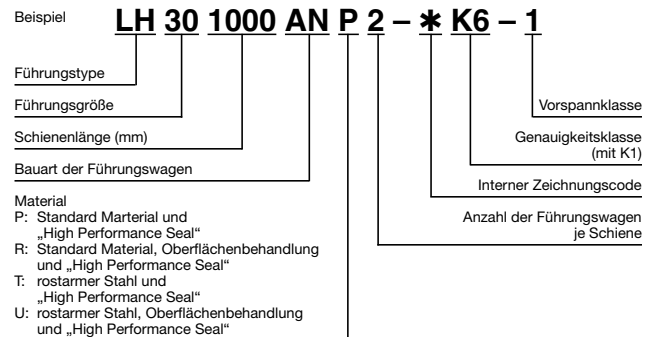 Beispiel
LH 30 1000 AN P 2 – ✱ K6 – 1
Führungstype
Führungsgröße
Schienenlänge (mm)
Bauart der Führungswagen
Material
P: Standard Marterial und
„High Performance Seal“
R: Standard Material, Oberflächenbehandlung
und „High Performance Seal“
T: rostarmer Stahl und
„High Performance Seal“
U: rostarmer Stahl, Oberflächenbehandlung
und „High Performance Seal“
Vorspannklasse
Genauigkeitsklasse
(mit K1)
Interner Zeichnungscode
Anzahl der Führungswagen
je Schiene